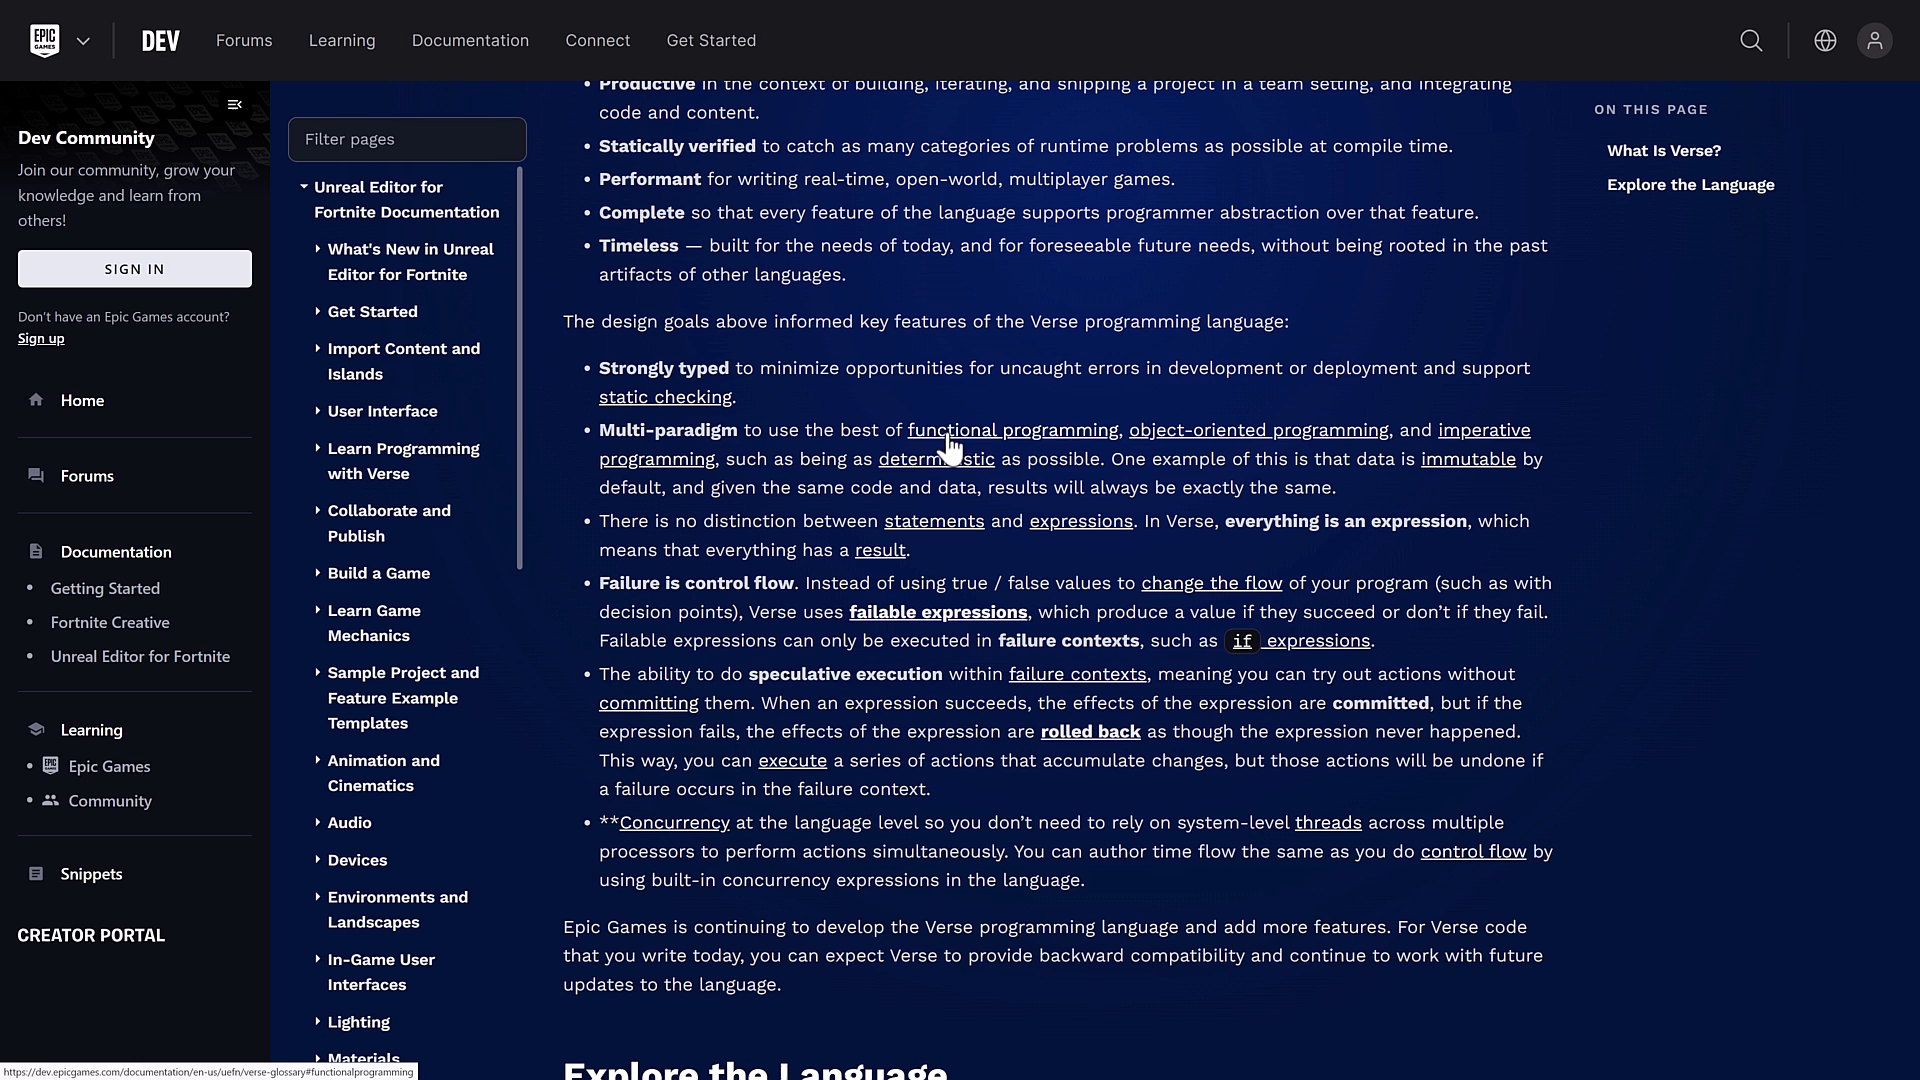 EPIC GAMES
DEV
Forums
Learning
Documentation
Connect
Get Started
Dev Community
Join our community, grow your
knowledge and learn from
others!
SIGN IN
Don't have an Epic Games account?
Sign up
Home
Forums
Documentation
• Getting Started
• Fortnite Creative
• Unreal Editor for Fortnite
Learning
• Epic Games
• Community
Snippets
CREATOR PORTAL
Filter pages
Unreal Editor for
Fortnite Documentation
What's New in Unreal
Editor for Fortnite
Get Started
Import Content and
Islands
User Interface
Learn Programming
with Verse
Collaborate and
Publish
Build a Game
Learn Game
Mechanics
Sample Project and
Feature Example
Templates
Animation and
Cinematics
Audio
Devices
Environments and
Landscapes
In-Game User
Interfaces
Lighting
Materials
• Productive in the context of building, iterating, and shipping a project in a team setting, and integrating
code and content.
• Statically verified to catch as many categories of runtime problems as possible at compile time.
• Performant for writing real-time, open-world, multiplayer games.
• Complete so that every feature of the language supports programmer abstraction over that feature.
• Timeless — built for the needs of today, and for foreseeable future needs, without being rooted in the past
artifacts of other languages.
The design goals above informed key features of the Verse programming language:
• Strongly typed to minimize opportunities for uncaught errors in development or deployment and support
static checking.
• Multi-paradigm to use the best of functional programming, object-oriented programming, and imperative
programming, such as being as deterministic as possible. One example of this is that data is immutable by
default, and given the same code and data, results will always be exactly the same.
• There is no distinction between statements and expressions. In Verse, everything is an expression, which
means that everything has a result.
• Failure is control flow. Instead of using true / false values to change the flow of your program (such as with
decision points), Verse uses failable expressions, which produce a value if they succeed or don’t if they fail.
Failable expressions can only be executed in failure contexts, such as if expressions.
• The ability to do speculative execution within failure contexts, meaning you can try out actions without
committing them. When an expression succeeds, the effects of the expression are committed, but if the
expression fails, the effects of the expression are rolled back as though the expression never happened.
This way, you can execute a series of actions that accumulate changes, but those actions will be undone if
a failure occurs in the failure context.
• **Concurrency at the language level so you don’t need to rely on system-level threads across multiple
processors to perform actions simultaneously. You can author time flow the same as you do control flow by
using built-in concurrency expressions in the language.
Epic Games is continuing to develop the Verse programming language and add more features. For Verse code
that you write today, you can expect Verse to provide backward compatibility and continue to work with future
updates to the language.
Explore the Language
ON THIS PAGE
What Is Verse?
Explore the Language
https://dev.epicgames.com/documentation/en-us/uefn/verse-glossary#functionalprogramming